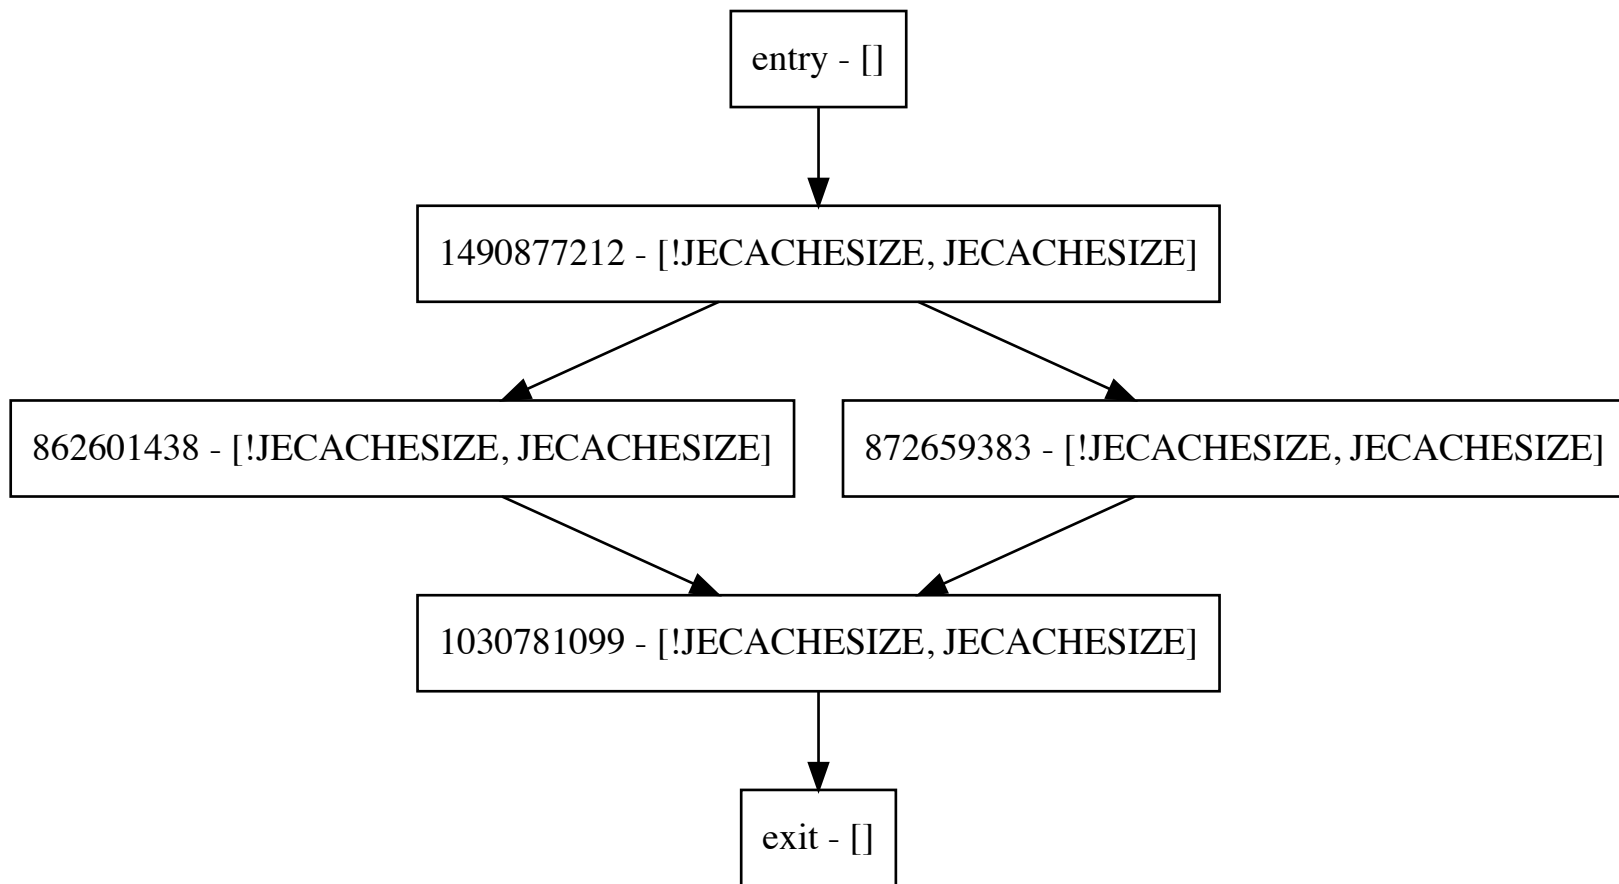 entry - []
1490877212 - [!JECACHESIZE, JECACHESIZE]
862601438 - [!JECACHESIZE, JECACHESIZE]
872659383 - [!JECACHESIZE, JECACHESIZE]
1030781099 - [!JECACHESIZE, JECACHESIZE]
exit - []